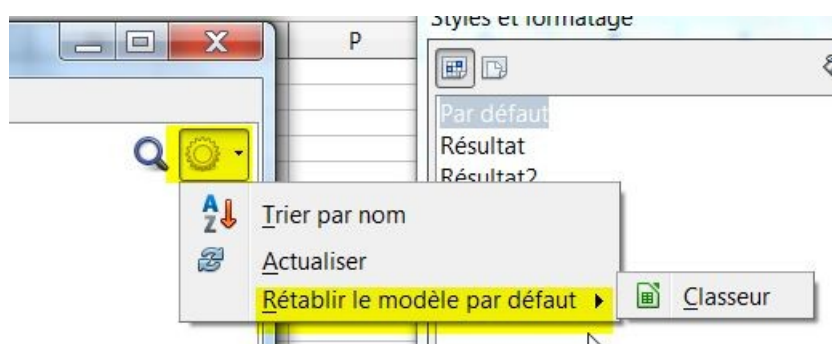 Styles et formatage
P
Par défaut
Résultat
Résultat2
Trier par nom
Actualiser
Rétablir le modèle par défaut
Classeur